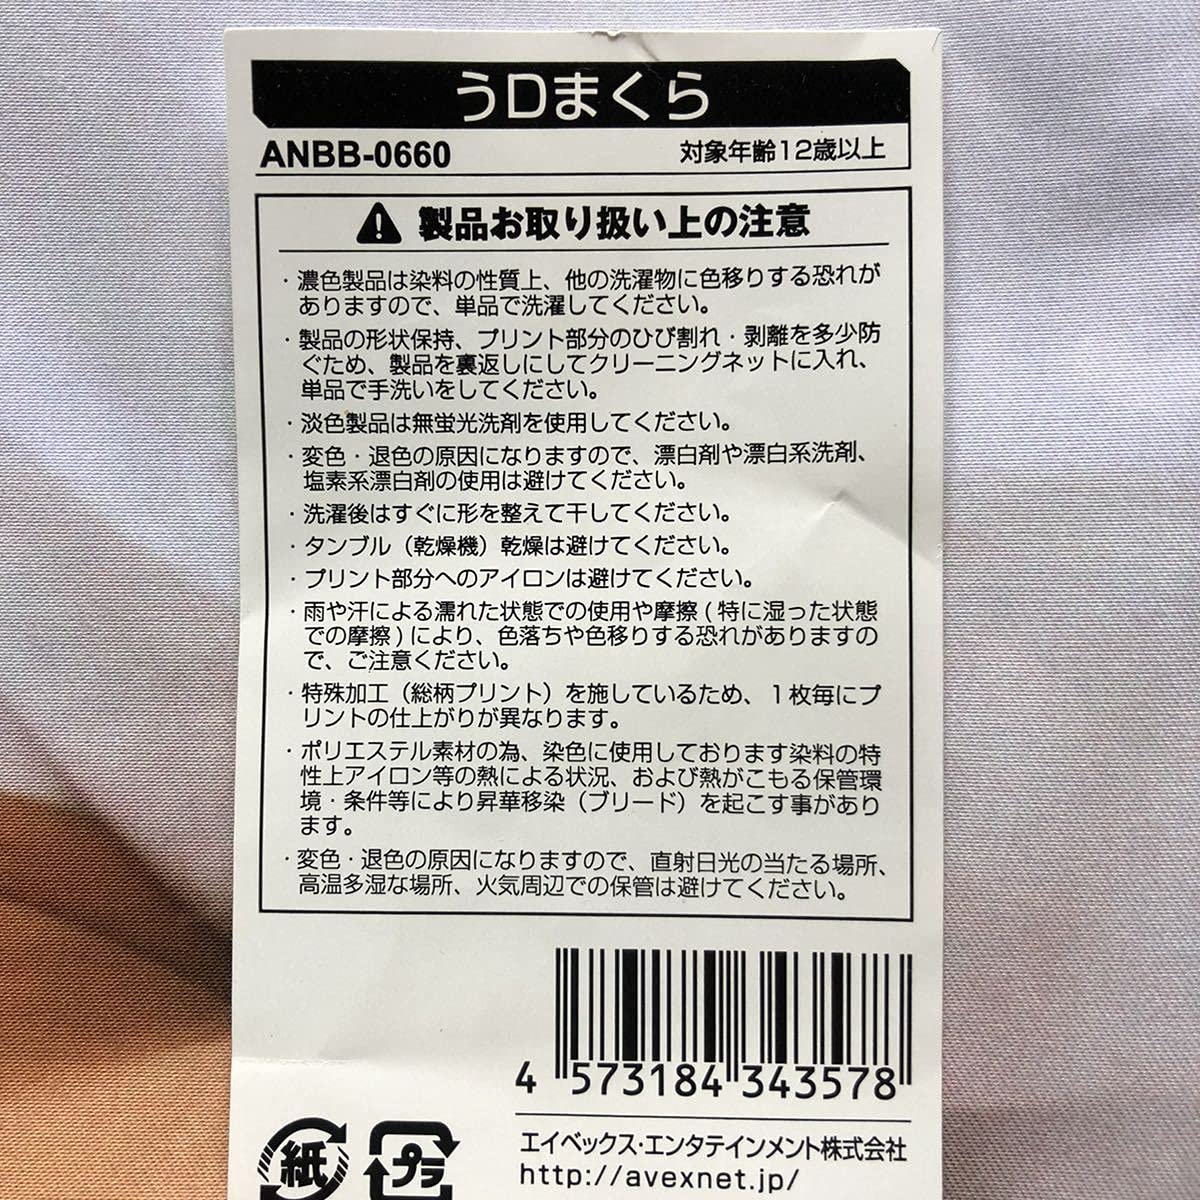 うDまくら
ANBB-0660 対象年齢12歳以上
製品お取り扱い上の注意
・濃色製品は染料の性質上、他の洗濯物に色移りする恐れが
ありますので、単品で洗濯してください。
・製品の形状保持、プリント部分のひび割れ・剥離を多少防
ぐため、製品を裏返しにしてクリーニングネットに入れ、
単品で手洗いをしてください。
・淡色製品は無蛍光洗剤を使用してください。
・変色・退色の原因になりますので、漂白剤や漂白系洗剤、
塩素系漂白剤の使用は避けてください。
・洗濯後はすぐに形を整えて干してください。
・タンブル（乾燥機）乾燥は避けてください。
・プリント部分へのアイロンは避けてください。
・雨や汗による濡れた状態での使用や摩擦(特に湿った状態
での摩擦)により、色落ちや色移りする恐れがありますの
で、ご注意ください。
・特殊加工（総柄プリント）を施しているため、1枚毎にプ
リントの仕上がりが異なります。
・ポリエステル素材の為、染色に使用しております染料の特
性上アイロン等の熱による状況、および熱がこもる保管環
境・条件等により昇華移染（ブリード）を起こす事があり
ます。
・変色・退色の原因になりますので、直射日光の当たる場所、
高温多湿な場所、火気周辺での保管は避けてください。
4 573184 343578
エイベックス・エンタテインメント株式会社
http://avexnet.jp/
紙 プラ